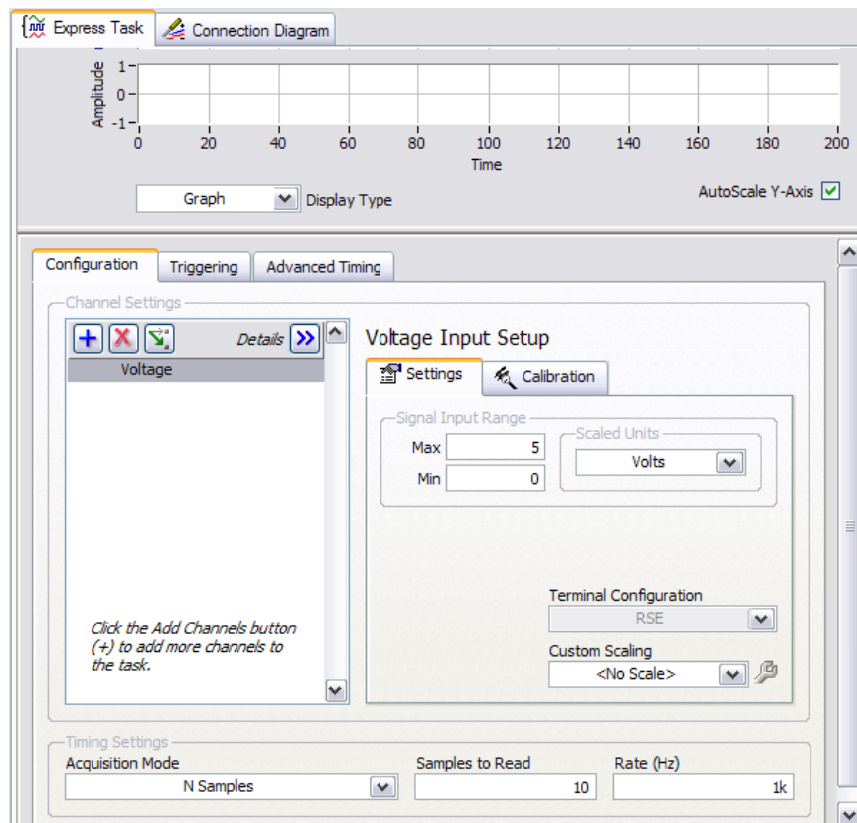 Express Task
Connection Diagram
Amplitude
1
0
-1
0 20 40 60 80 100 120 140 160 180 200
Time
Graph Display Type
AutoScale Y-Axis
Configuration Triggering Advanced Timing
Channel Settings
Details
Voltage
Click the Add Channels button
(+) to add more channels to
the task.
Voltage Input Setup
Settings Calibration
Signal Input Range
Max 5
Min 0
Scaled Units
Volts
Terminal Configuration
RSE
Custom Scaling
<No Scale>
Timing Settings
Acquisition Mode Samples to Read Rate (Hz)
N Samples 10 1k